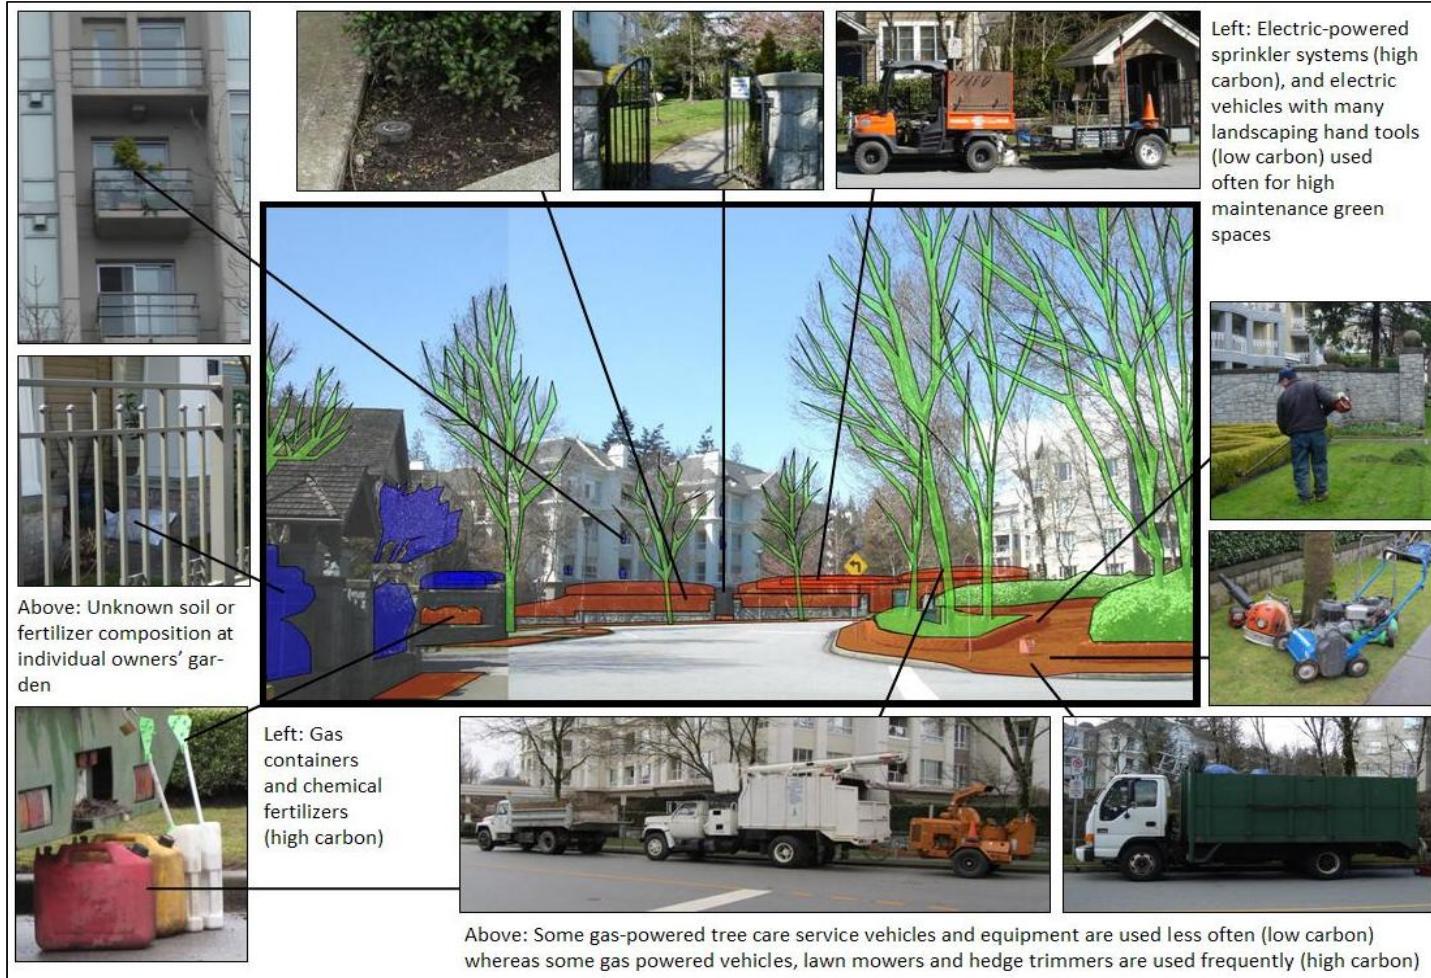 Left: Electric-powered
sprinkler systems (high
carbon), and electric
vehicles with many
landscaping hand tools
(low carbon) used
often for high
maintenance green
spaces
Above: Unknown soil or
fertilizer composition at
individual owners’ gar-
den
Left: Gas
containers
and chemical
fertilizers
(high carbon)
Above: Some gas-powered tree care service vehicles and equipment are used less often (low carbon)
whereas some gas powered vehicles, lawn mowers and hedge trimmers are used frequently (high carbon)